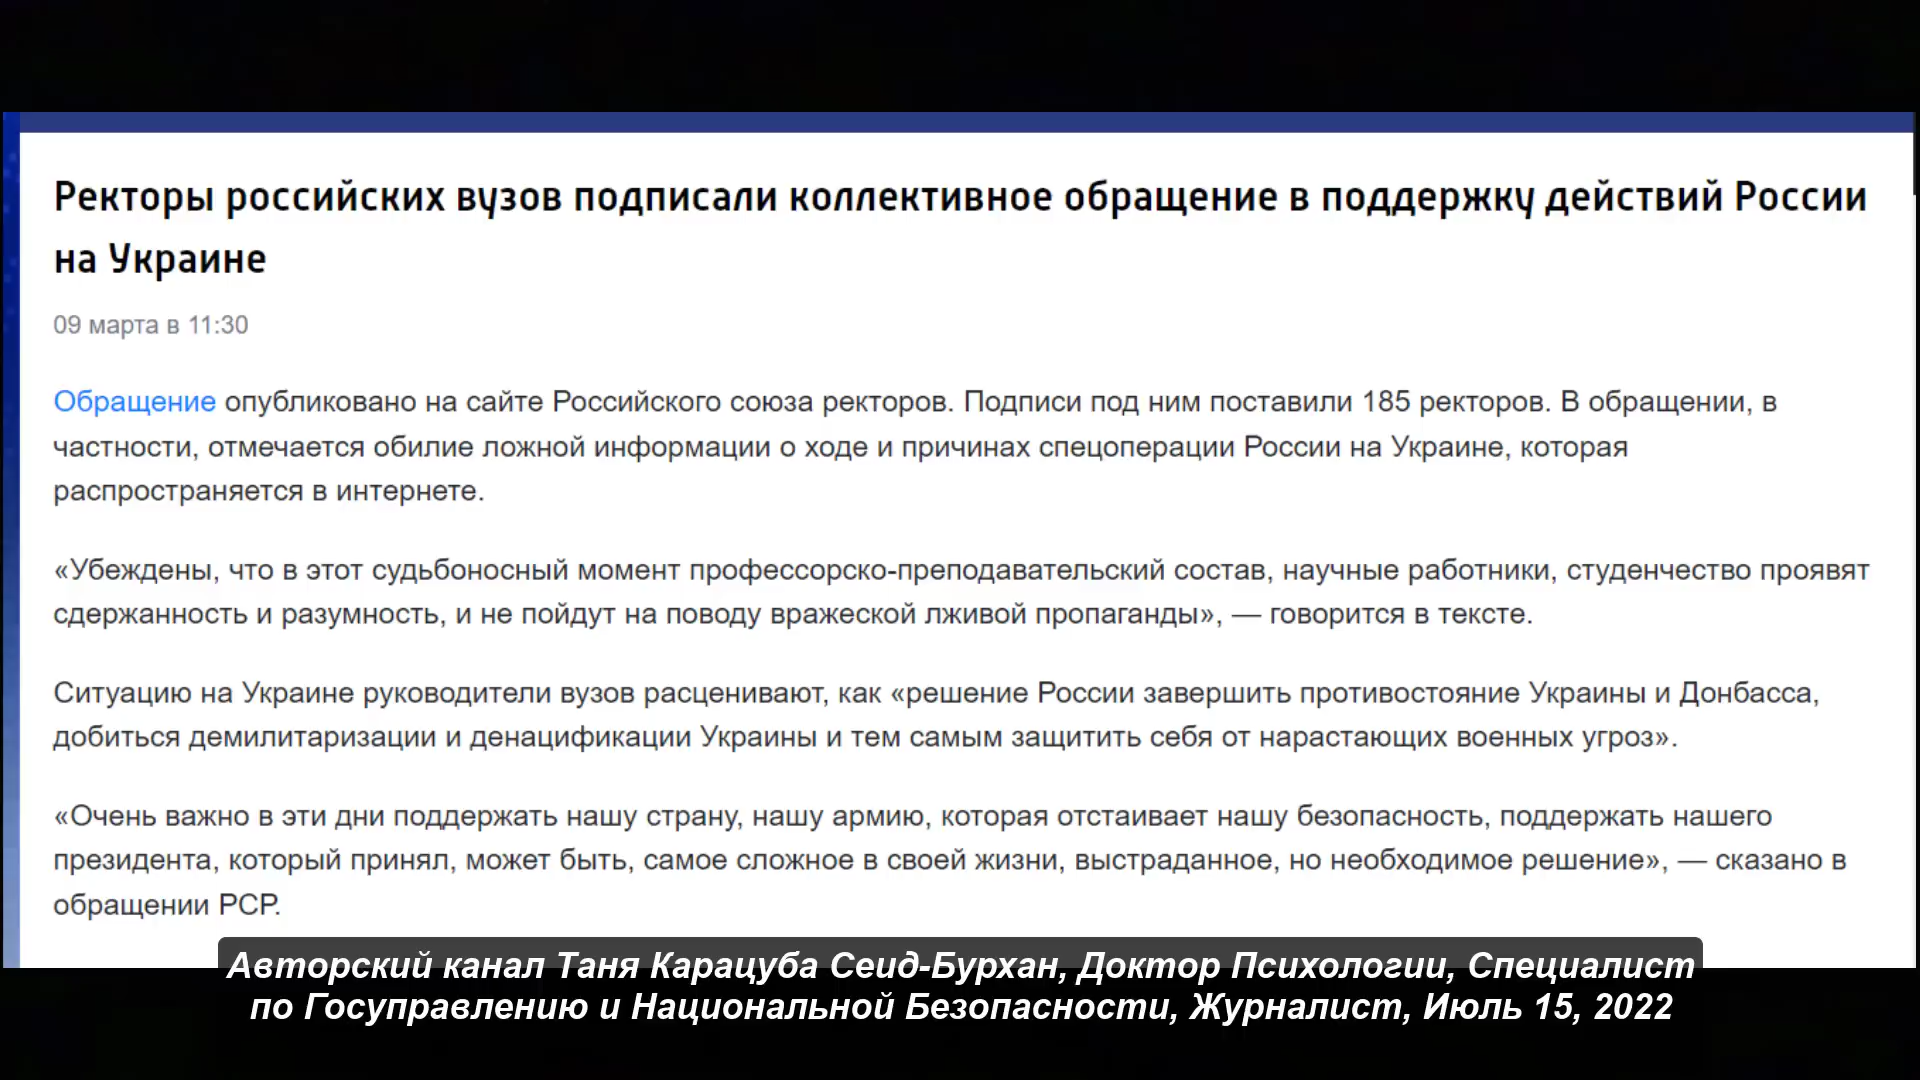 Ректоры российских вузов подписали коллективное обращение в поддержку действий России
на Украине
09 марта в 11:30
Обращение опубликовано на сайте Российского союза ректоров. Подписи под ним поставили 185 ректоров. В обращении, в
частности, отмечается обилие ложной информации о ходе и причинах спецоперации России на Украине, которая
распространяется в интернете.
«Убеждены, что в этот судьбоносный момент профессорско-преподавательский состав, научные работники, студенчество проявят
сдержанность и разумность, и не пойдут на поводу вражеской лживой пропаганды», — говорится в тексте.
Ситуацию на Украине руководители вузов расценивают, как «решение России завершить противостояние Украины и Донбасса,
добиться демилитаризации и денацификации Украины и тем самым защитить себя от нарастающих военных угроз».
«Очень важно в эти дни поддержать нашу страну, нашу армию, которая отстаивает нашу безопасность, поддержать нашего
президента, который принял, может быть, самое сложное в своей жизни, выстраданное, но необходимое решение», — сказано в
обращении РСР.
Авторский канал Таня Карацуба Сеид-Бурхан, Доктор Психологии, Специалист
по Госуправлению и Национальной Безопасности, Журналист, Июль 15, 2022